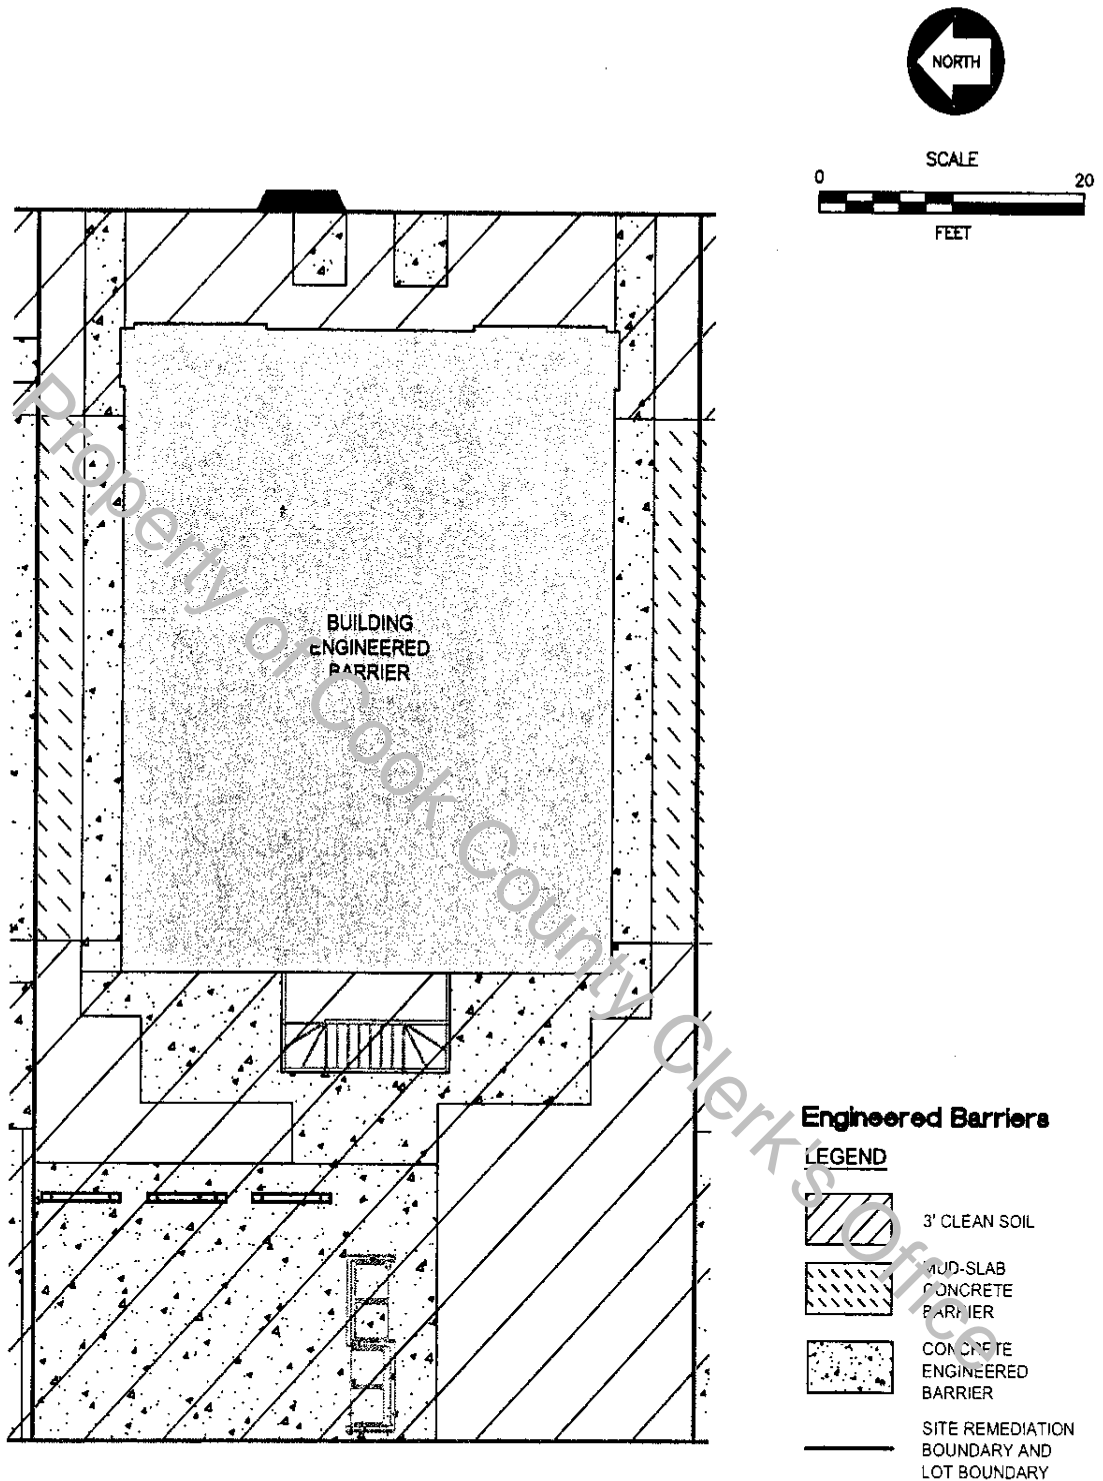 NORTH
SCALE
0 20
FEET
BUILDING
ENGINEERED
BARRIER
Property of Cook County Clerk's Office
Engineered Barriers
LEGEND
3' CLEAN SOIL
MUD-SLAB
CONCRETE
BARRIER
CONCRETE
ENGINEERED
BARRIER
SITE REMEDIATION
BOUNDARY AND
LOT BOUNDARY